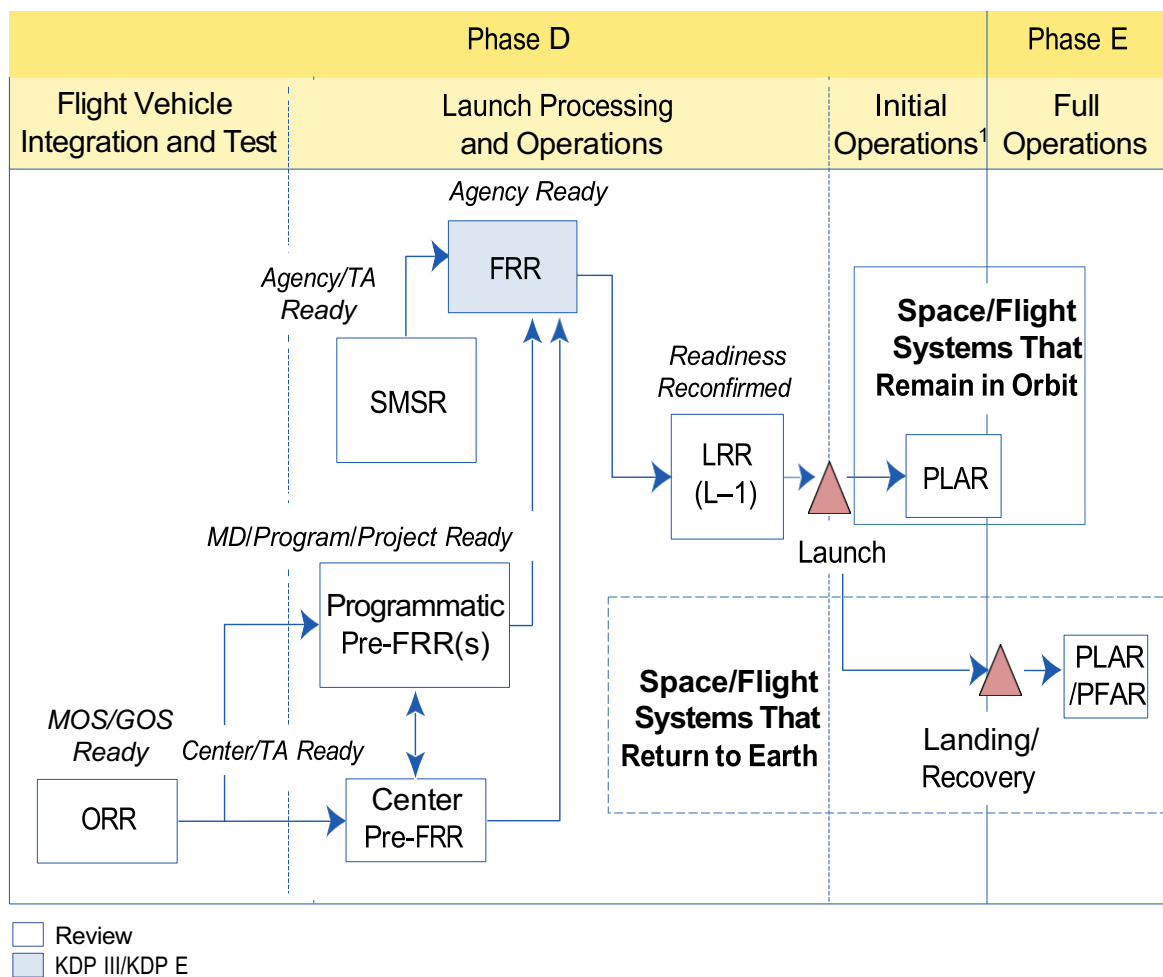 Phase D
Phase E
Flight Vehicle
Integration and Test
Launch Processing
and Operations
Initial
Operations¹
Full
Operations
Agency Ready
FRR
Agency/TA
Ready
SMSR
Space/Flight
Systems That
Remain in Orbit
Readiness
Reconfirmed
LRR
(L–1)
PLAR
Launch
MD/Program/Project Ready
Programmatic
Pre-FRR(s)
Space/Flight
Systems That
Return to Earth
PLAR
/PFAR
Landing/
Recovery
MOS/GOS
Ready
Center/TA Ready
ORR
Center
Pre-FRR
Review
KDP III/KDP E